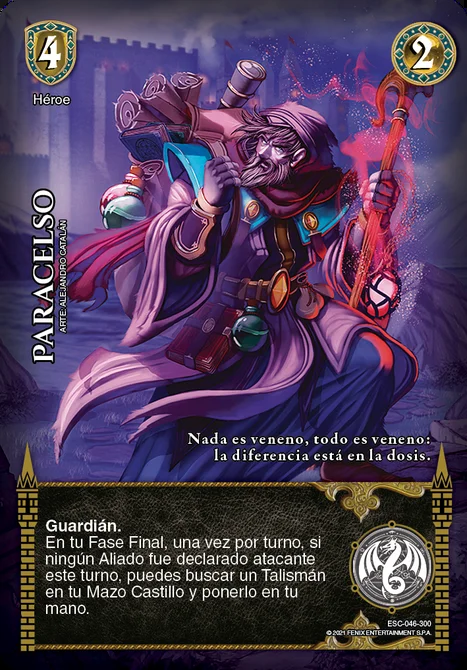 4
2
Héroe
PARACELSO
ARTE: ALEJANDRO CATALÁN
Nada es veneno, todo es veneno:
la diferencia está en la dosis.
Guardián.
En tu Fase Final, una vez por turno, si
ningún Aliado fue declarado atacante
este turno, puedes buscar un Talismán
en tu Mazo Castillo y ponerlo en tu
mano.
ESC-046-300
© 2021 FENIX ENTERTAINMENT S.P.A.